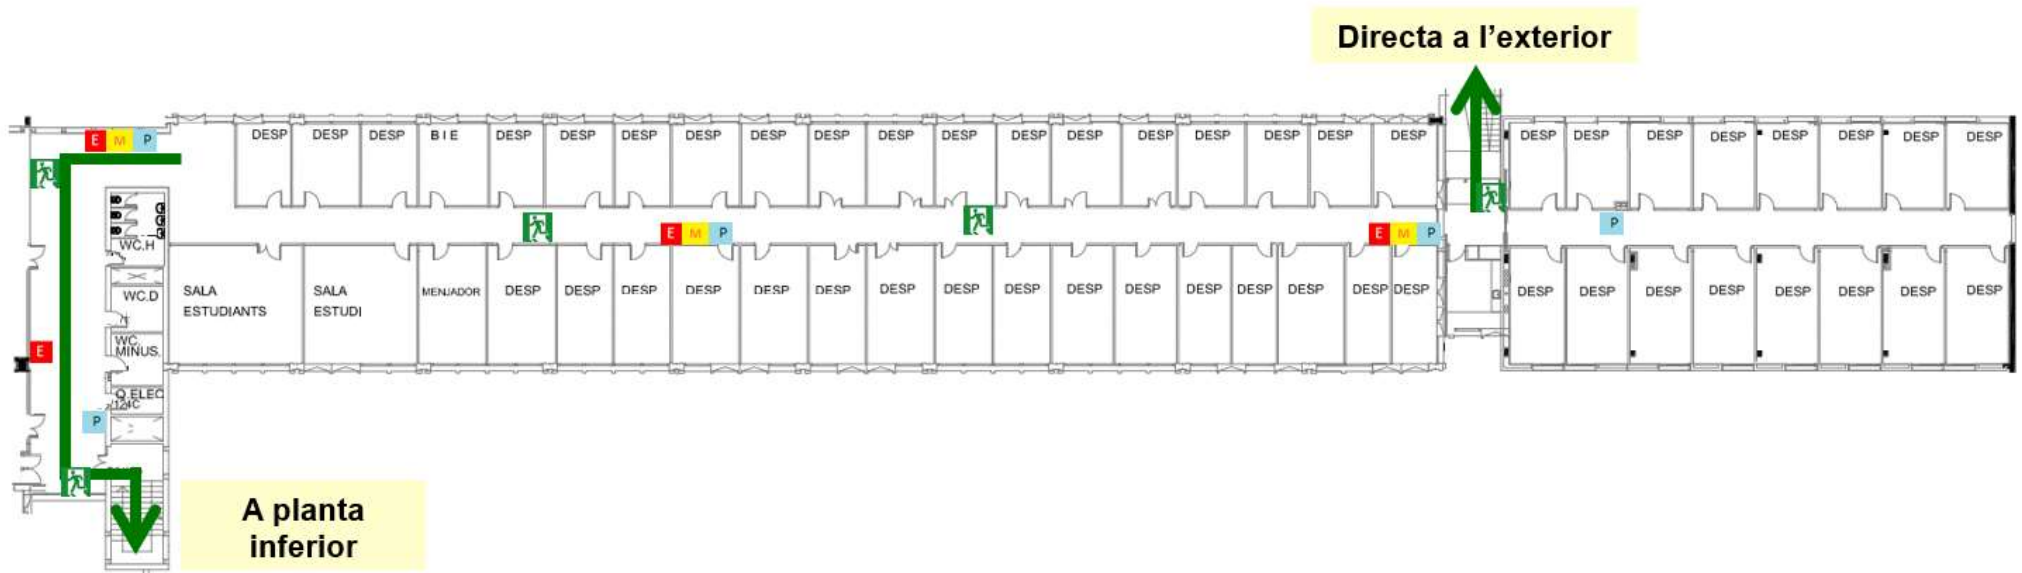 Directa a l'exterior
DESP DESP DESP B I E DESP DESP DESP DESP DESP DESP DESP DESP DESP DESP DESP DESP DESP DESP DESP DESP DESP DESP DESP DESP DESP DESP DESP
E M P
P
E M P
E M P
WC.H
WC.D
SALA
ESTUDIANTS
SALA
ESTUDI
MENJADOR DESP DESP DESP DESP DESP DESP DESP DESP DESP DESP DESP DESP DESP DESP DESP DESP DESP DESP DESP DESP DESP DESP DESP DESP
WC.
MINUS.
E
Q.ELEC
124C
P
A planta
inferior